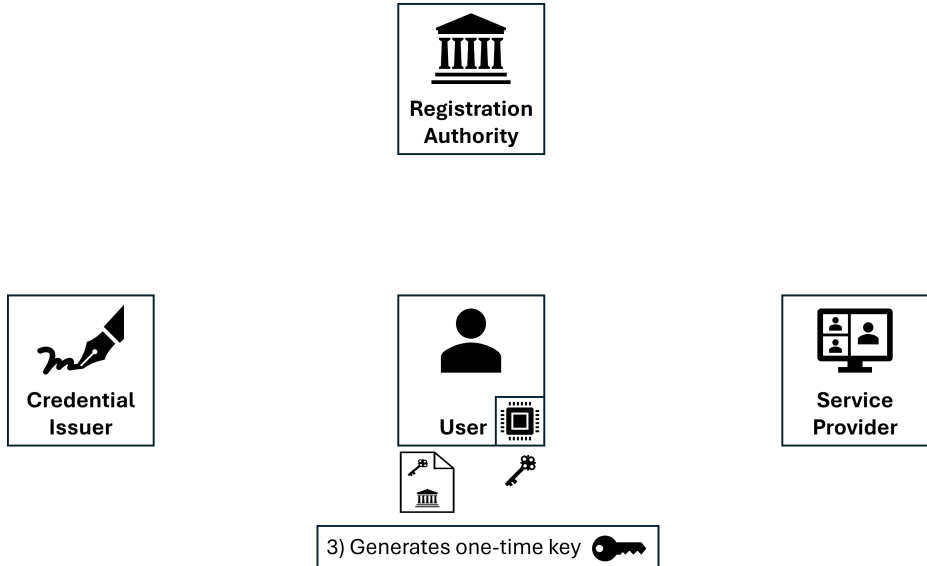 Registration
Authority
Credential
Issuer
User
Service
Provider
3) Generates one-time key